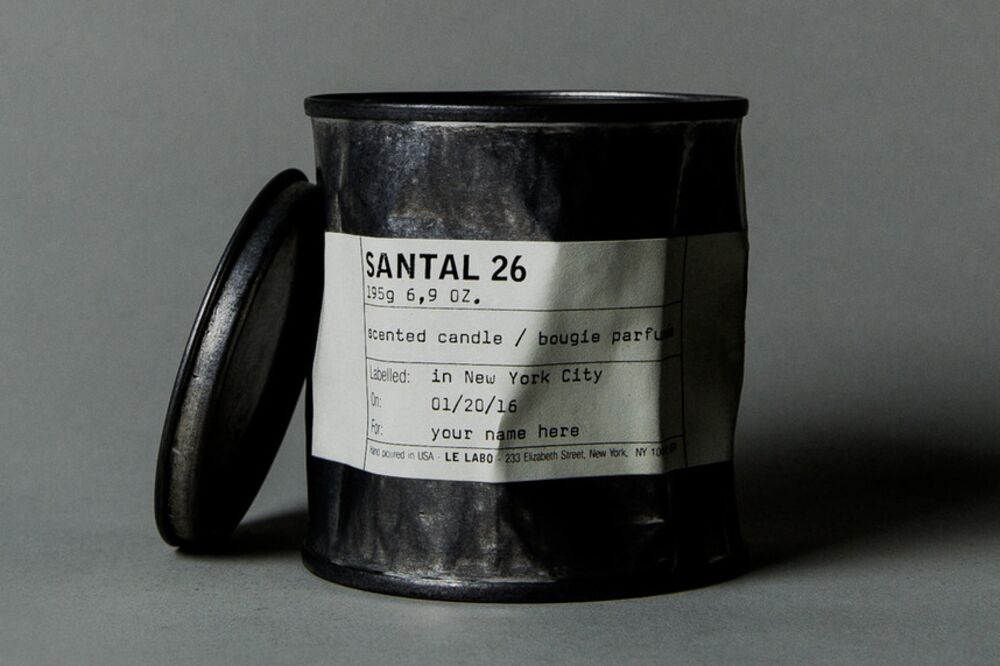 SANTAL 26
195g 6,9 OZ.
scented candle / bougie
Labelled: in New York City
On: 01/20/16
For: your name here
Hand poured in USA - LE LABO - 233 Elizabeth Street, New York, NY